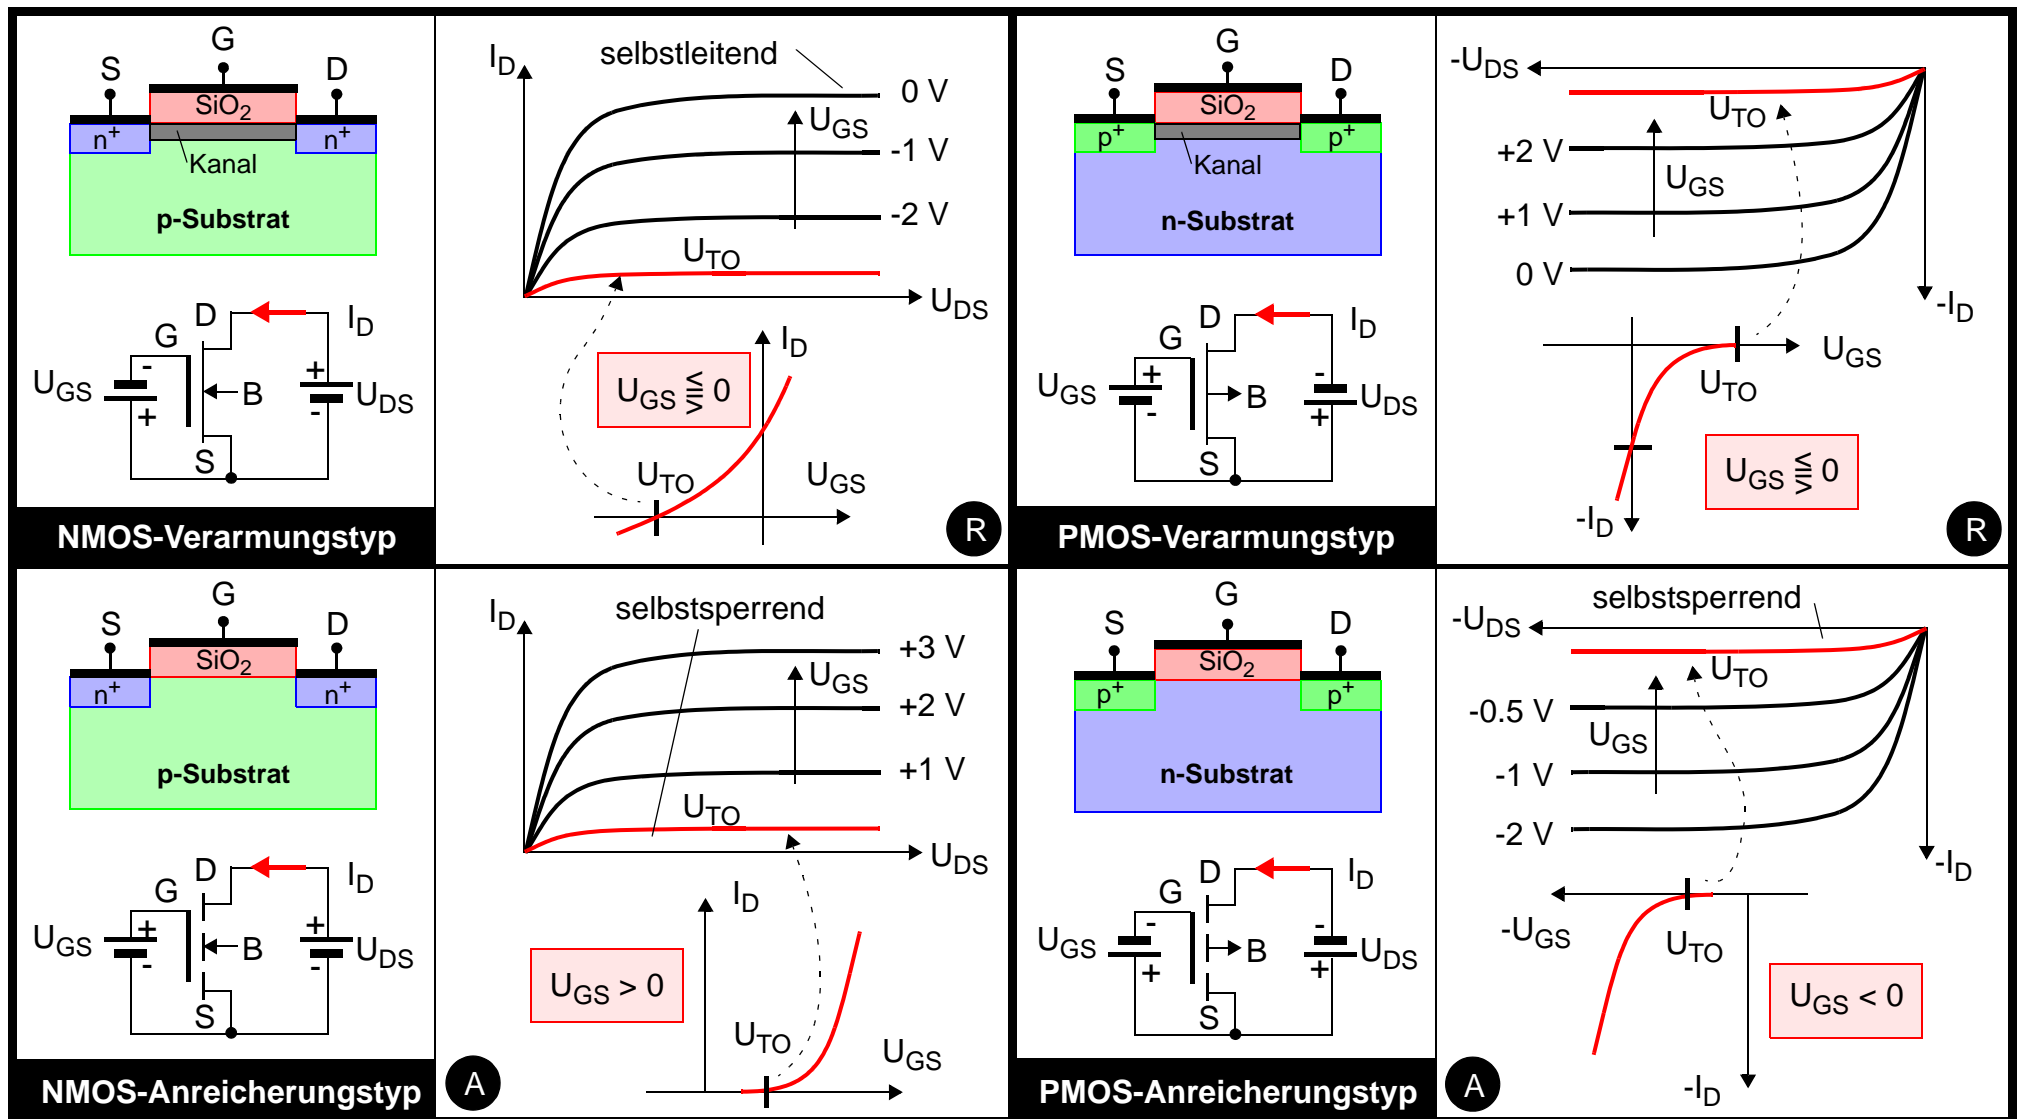 G
S
D
SiO2
n+
n+
Kanal
p-Substrat
D
ID
G
-
+
UGS
B
UDS
+
-
S
NMOS-Verarmungstyp
ID
selbstleitend
0 V
UGS
-1 V
-2 V
UTO
UDS
ID
UGS ≦≧ 0
UTO
UGS
R
G
S
D
SiO2
p+
p+
Kanal
n-Substrat
D
ID
G
+
-
UGS
B
UDS
-
+
S
PMOS-Verarmungstyp
-UDS
UTO
+2 V
UGS
+1 V
0 V
-ID
UGS
UTO
UGS ≦≧ 0
-ID
R
G
S
D
SiO2
n+
n+
p-Substrat
D
ID
G
+
+
UGS
B
UDS
-
-
S
NMOS-Anreicherungstyp
ID
selbstsperrend
+3 V
UGS
+2 V
+1 V
UTO
UDS
ID
UGS > 0
UTO
UGS
A
G
S
D
SiO2
p+
p+
n-Substrat
D
ID
G
-
-
UGS
B
UDS
+
+
S
PMOS-Anreicherungstyp
selbstsperrend
-UDS
UTO
-0.5 V
UGS
-1 V
-2 V
-ID
-UGS
UTO
UGS < 0
-ID
A